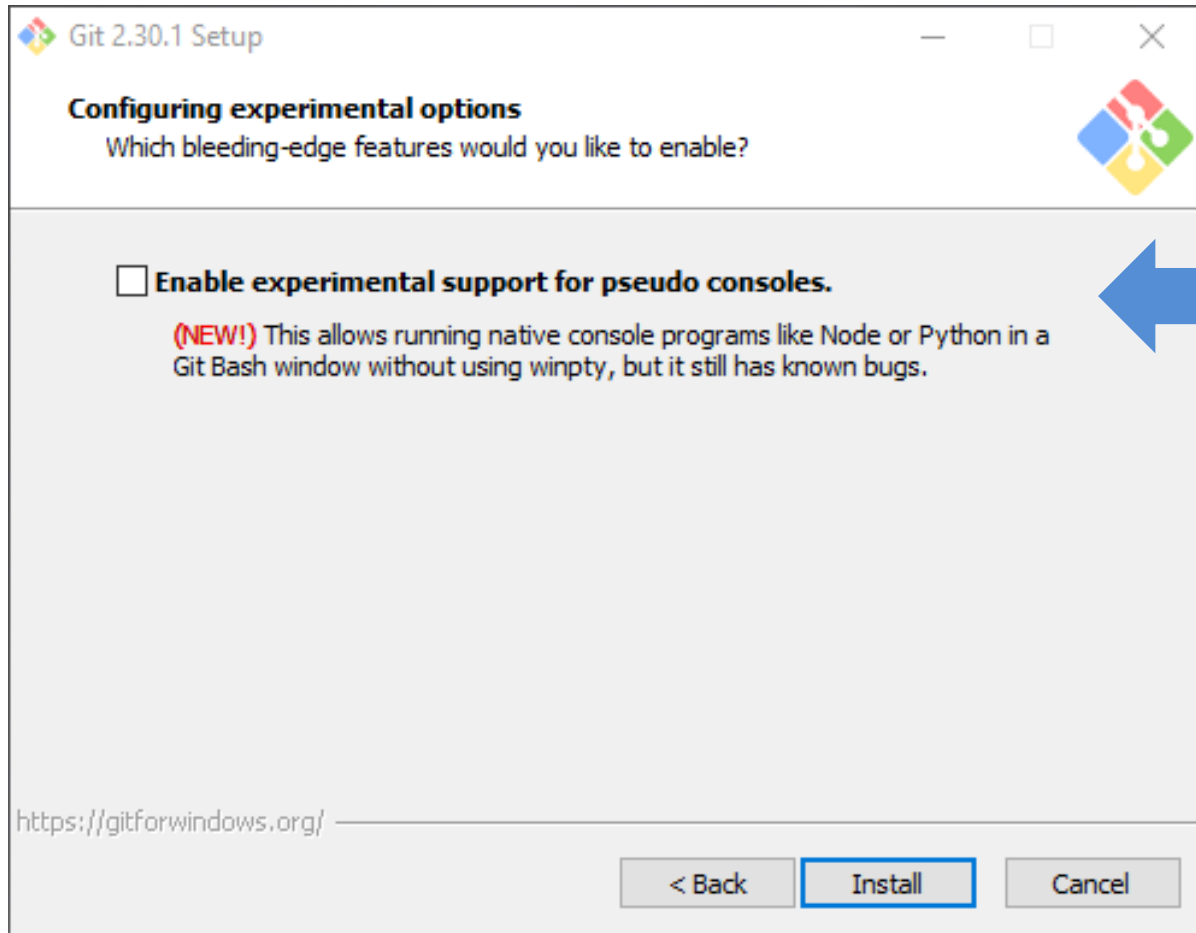 Git 2.30.1 Setup
Configuring experimental options
Which bleeding-edge features would you like to enable?
Enable experimental support for pseudo consoles.
(NEW!) This allows running native console programs like Node or Python in a
Git Bash window without using winpty, but it still has known bugs.
https://gitforwindows.org/
< Back
Install
Cancel